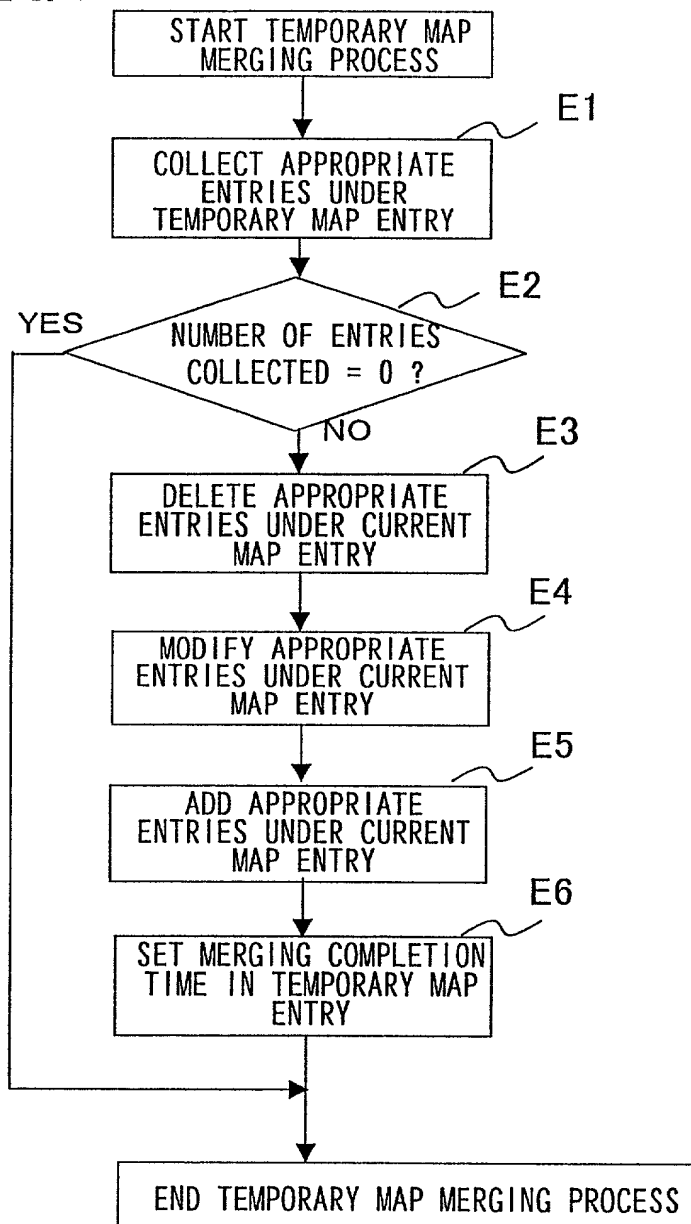 START TEMPORARY MAP
MERGING PROCESS
E1
COLLECT APPROPRIATE
ENTRIES UNDER
TEMPORARY MAP ENTRY
E2
YES
NUMBER OF ENTRIES
COLLECTED = 0 ?
NO
E3
DELETE APPROPRIATE
ENTRIES UNDER CURRENT
MAP ENTRY
E4
MODIFY APPROPRIATE
ENTRIES UNDER CURRENT
MAP ENTRY
E5
ADD APPROPRIATE
ENTRIES UNDER CURRENT
MAP ENTRY
E6
SET MERGING COMPLETION
TIME IN TEMPORARY MAP
ENTRY
END TEMPORARY MAP MERGING PROCESS